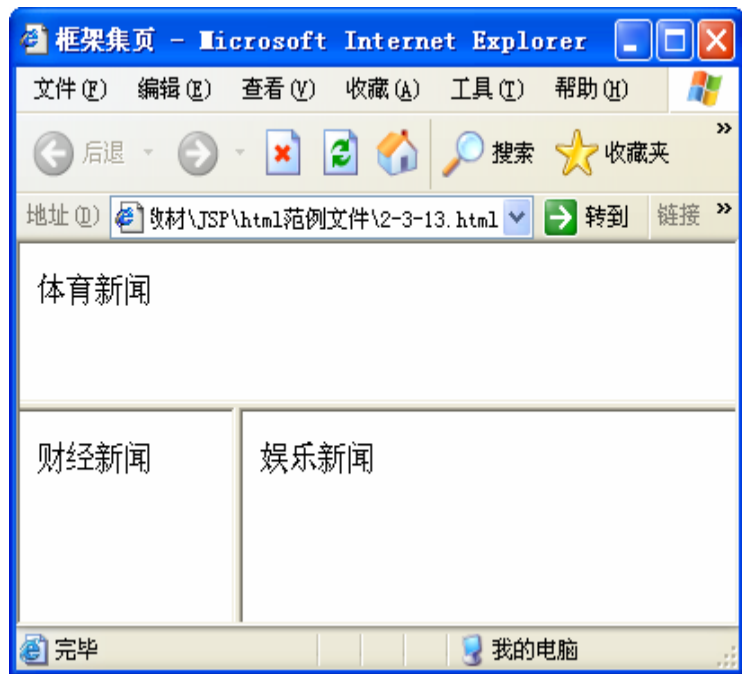 框架集页 - Microsoft Internet Explorer
文件(F) 编辑(E) 查看(V) 收藏(A) 工具(T) 帮助(H)
后退 搜索 收藏夹 »
地址(D) 教材\JSP\html范例文件\2-3-13.html 转到 链接 »
体育新闻
财经新闻 娱乐新闻
完毕 我的电脑